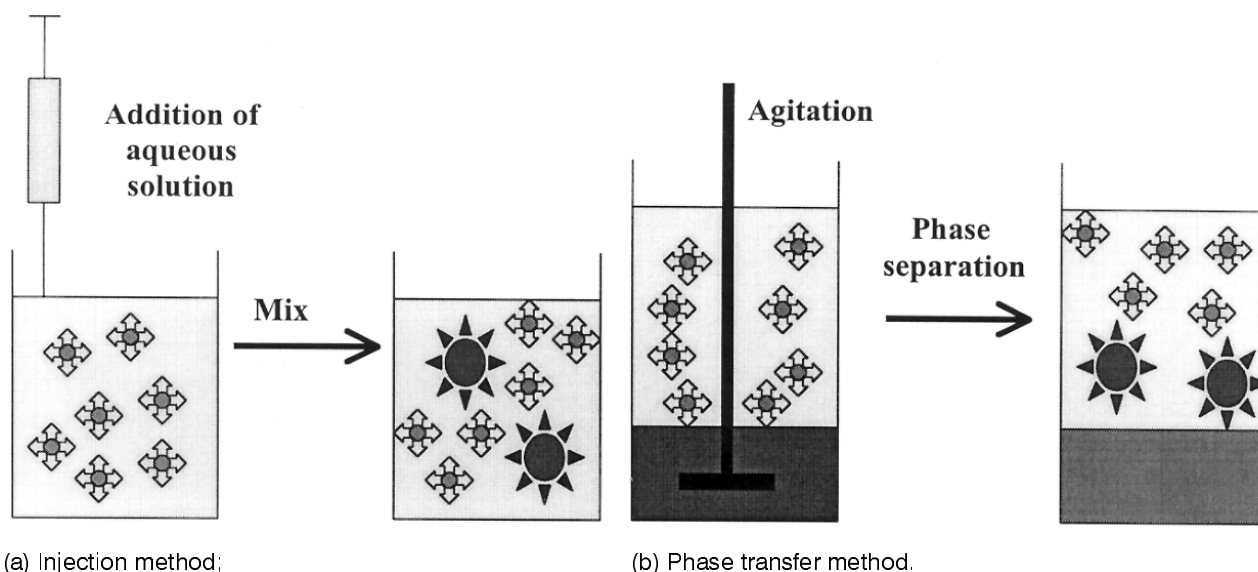 Addition of
aqueous
solution
Mix
Agitation
Phase
separation
(a) Injection method;
(b) Phase transfer method.